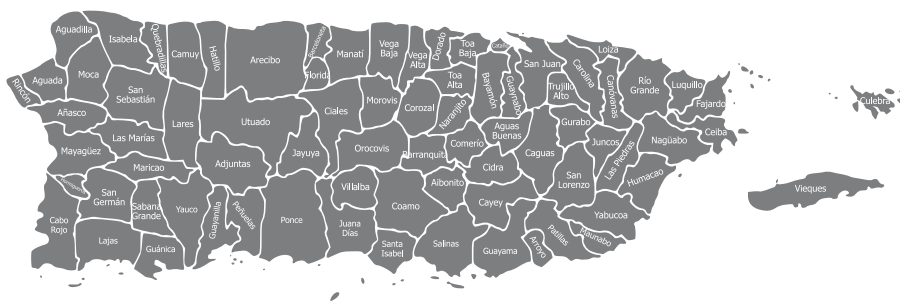 Aguadilla
Isabela
Quebradillas
Camuy
Hatillo
Arecibo
Barceloneta
Manatí
Vega
Baja
Vega
Alta
Dorado
Toa
Baja
Cataño
San Juan
Loíza
Rincón
Aguada
Moca
San
Sebastián
Florida
Toa
Alta
Bayamón
Guaynabo
Trujillo
Alto
Carolina
Canóvanas
Río
Grande
Luquillo
Fajardo
Culebra
Añasco
Lares
Utuado
Ciales
Morovis
Corozal
Naranjito
Aguas
Buenas
Gurabo
Ceiba
Mayagüez
Las Marías
Maricao
Adjuntas
Jayuya
Orocovis
Barranquita
Comerío
Cidra
Caguas
Juncos
Las Piedras
Nagüabo
Humacao
San
Germán
Sabana
Grande
Yauco
Guayanilla
Peñuelas
Ponce
Villalba
Coamo
Aibonito
Cayey
San
Lorenzo
Yabucoa
Vieques
Cabo
Rojo
Lajas
Guánica
Juana
Días
Santa
Isabel
Salinas
Guayama
Arroyo
Patillas
Maunabo